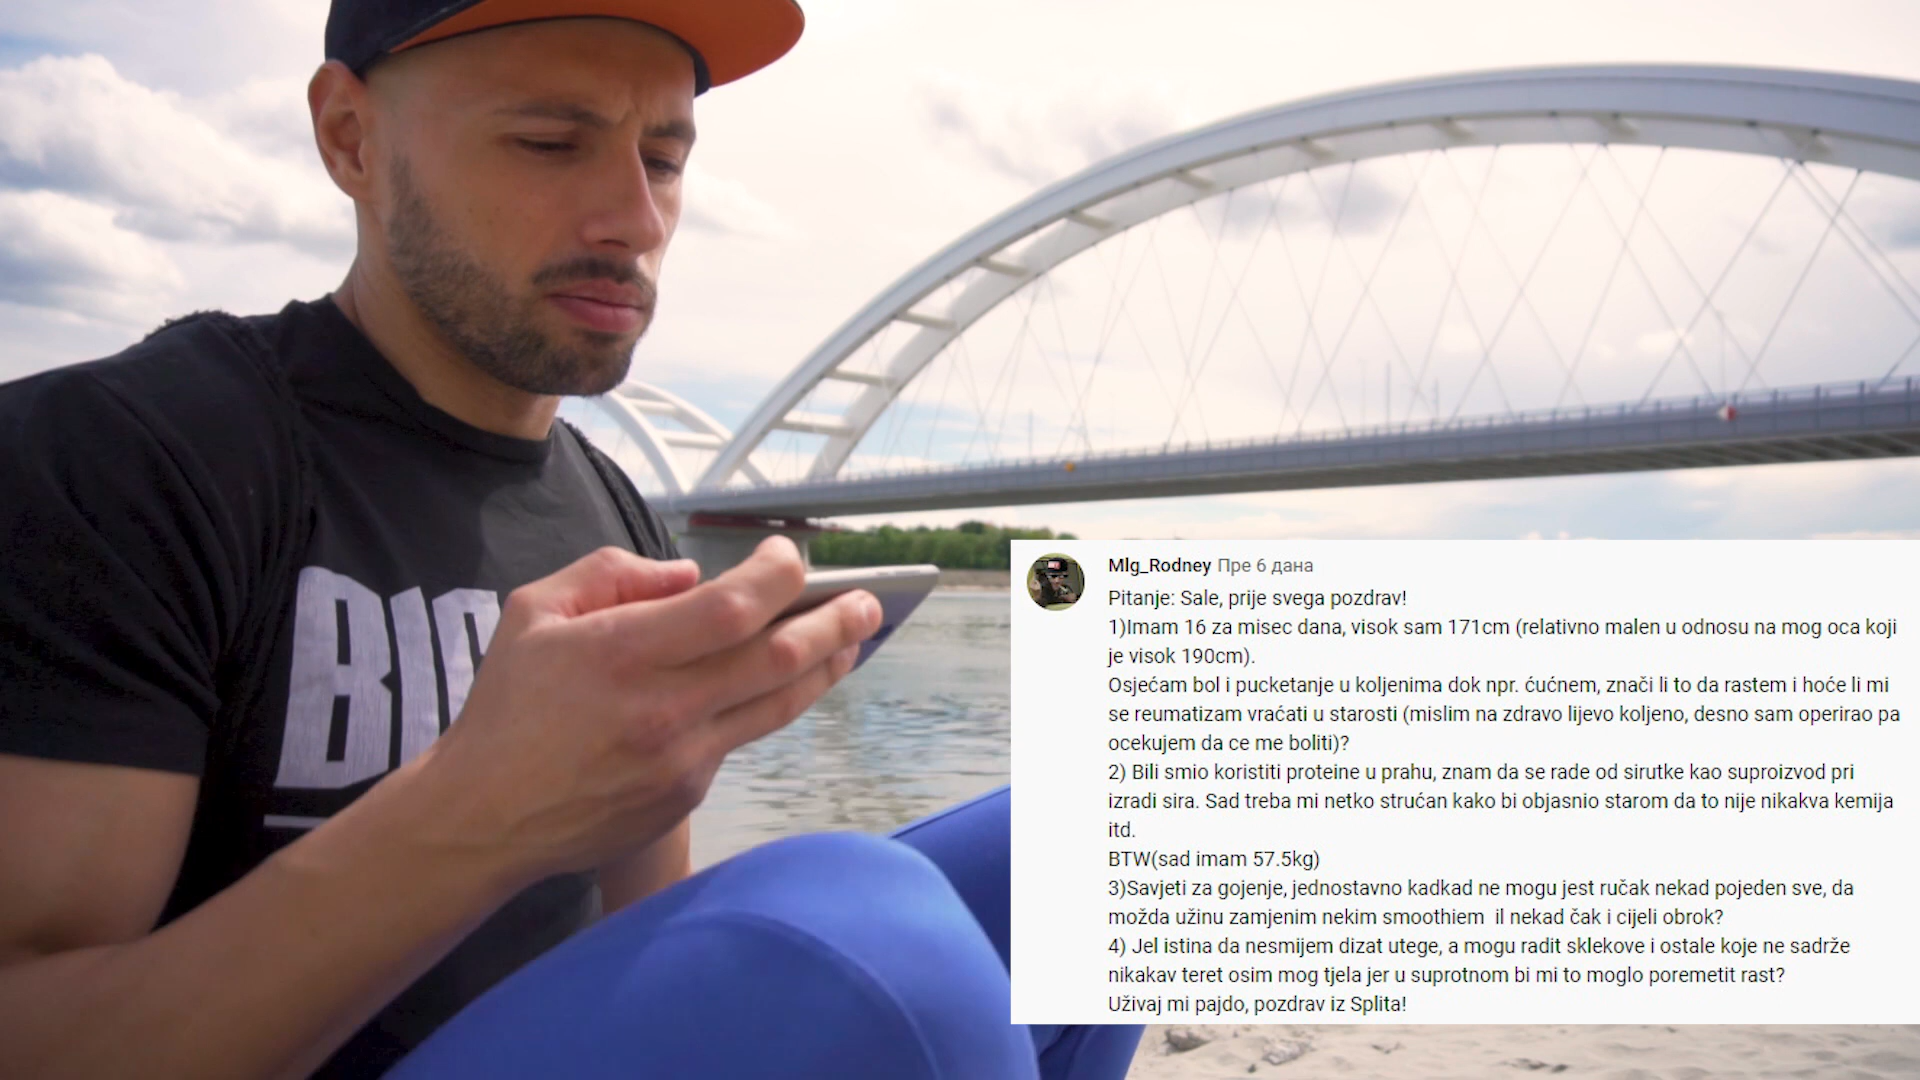 BIG
Mlg_Rodney Пре 6 дана
Pitanje: Sale, prije svega pozdrav!
1)Imam 16 za misec dana, visok sam 171cm (relativno malen u odnosu na mog oca koji
je visok 190cm).
Osjećam bol i pucketanje u koljenima dok npr. ćućnem, znači li to da rastem i hoće li mi
se reumatizam vraćati u starosti (mislim na zdravo lijevo koljeno, desno sam operirao pa
ocekujem da ce me boliti)?
2) Bili smio koristiti proteine u prahu, znam da se rade od sirutke kao suproizvod pri
izradi sira. Sad treba mi netko strućan kako bi objasnio starom da to nije nikakva kemija
itd.
BTW(sad imam 57.5kg)
3)Savjeti za gojenje, jednostavno kadkad ne mogu jest ručak nekad pojeden sve, da
možda užinu zamjenim nekim smoothiem il nekad čak i cijeli obrok?
4) Jel istina da nesmijem dizat utege, a mogu radit sklekove i ostale koje ne sadrže
nikakav teret osim mog tjela jer u suprotnom bi mi to moglo poremetit rast?
Uživaj mi pajdo, pozdrav iz Splita!